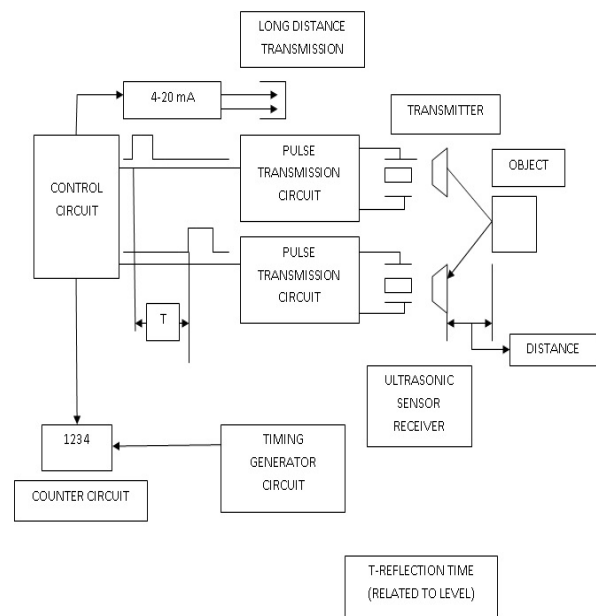 LONG DISTANCE
TRANSMISSION
4-20 mA
TRANSMITTER
CONTROL
CIRCUIT
PULSE
TRANSMISSION
CIRCUIT
OBJECT
PULSE
TRANSMISSION
CIRCUIT
T
DISTANCE
ULTRASONIC
SENSOR
RECEIVER
1234
TIMING
GENERATOR
CIRCUIT
COUNTER CIRCUIT
T-REFLECTION TIME
(RELATED TO LEVEL)